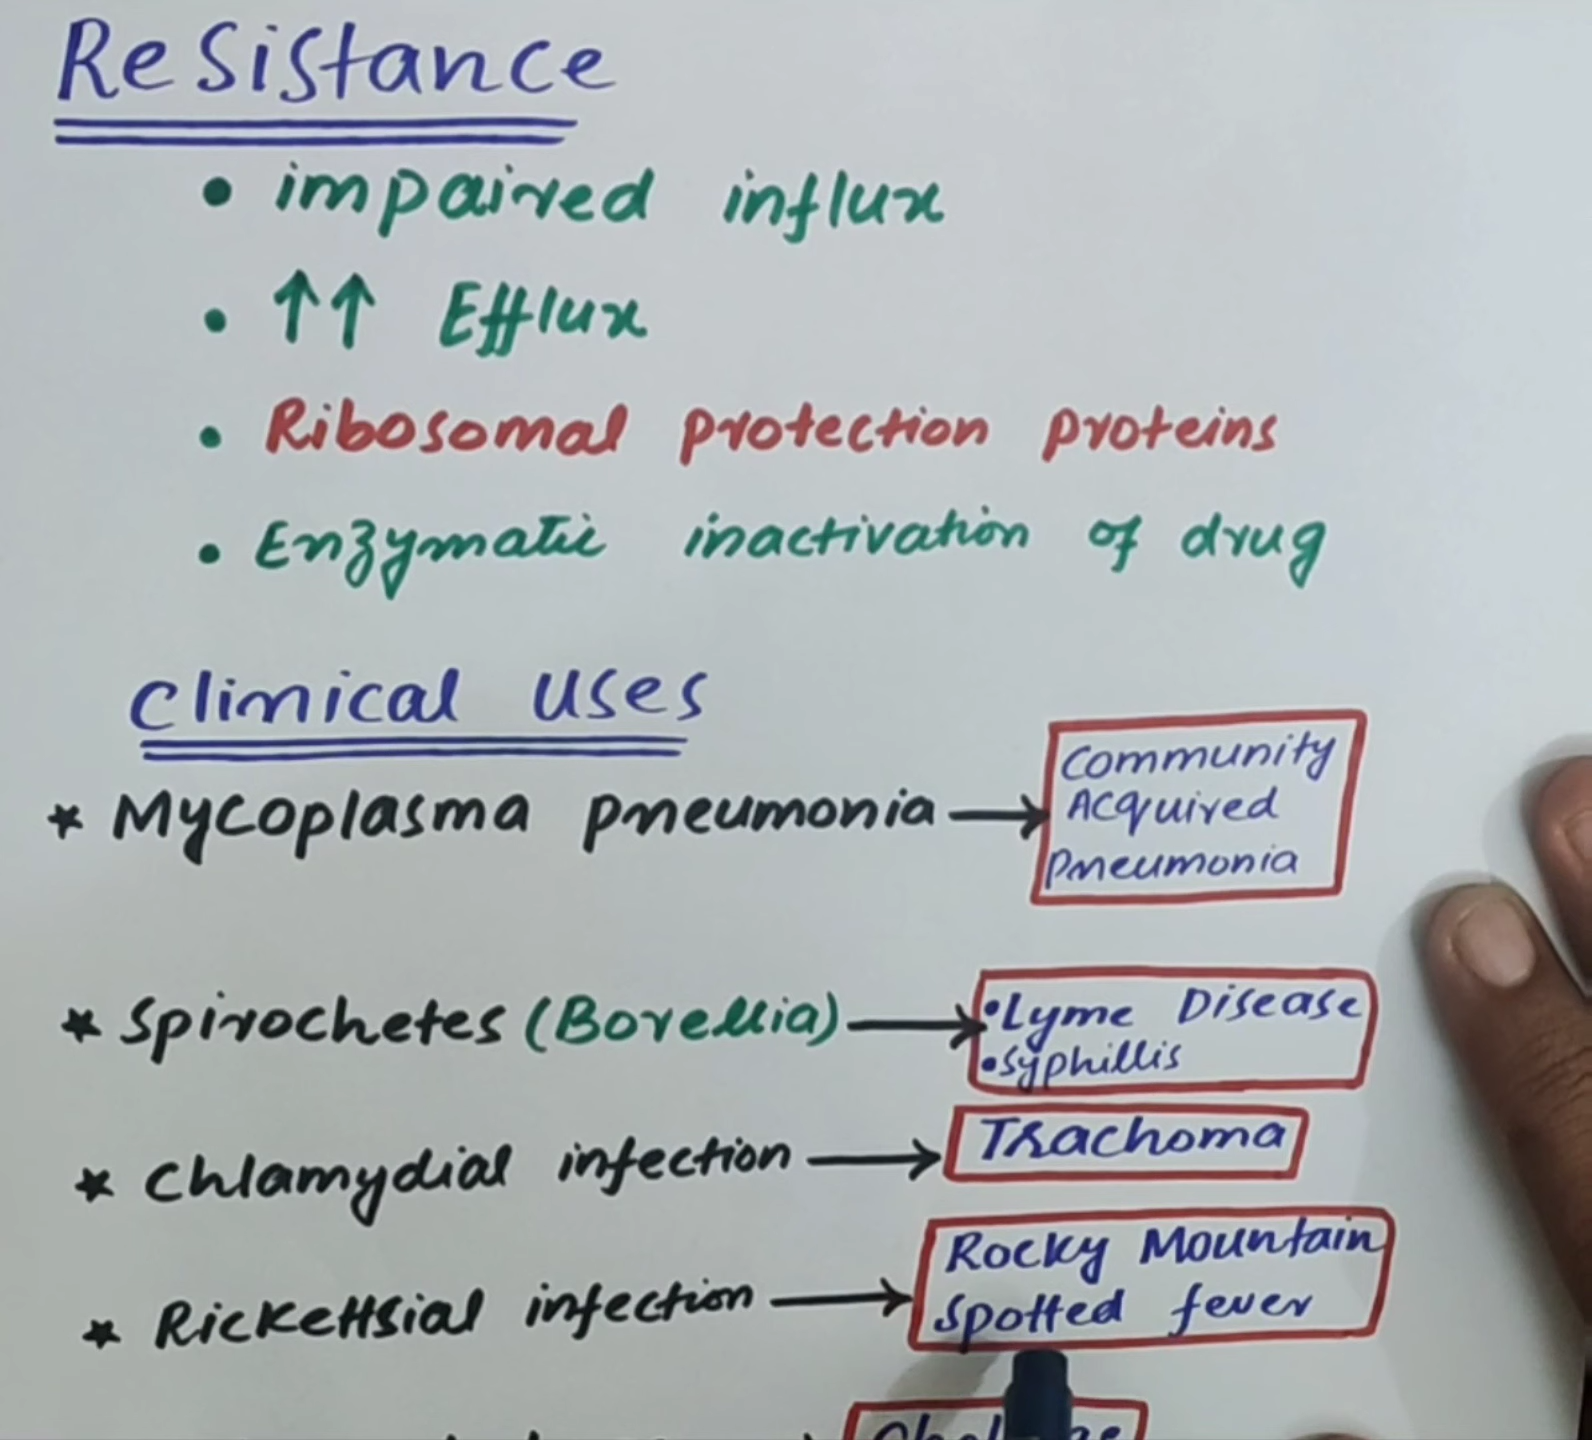 Resistance
• impaired influx
• ↑↑ Efflux
• Ribosomal protection proteins
• Enzymatic inactivation of drug
Clinical uses
* Mycoplasma pneumonia → Community
Acquired
pneumonia
* Spirochetes (Borellia) → • Lyme Disease
• Syphillis
* Chlamydial infection → Trachoma
* Rickettsial infection → Rocky Mountain
Spotted fever